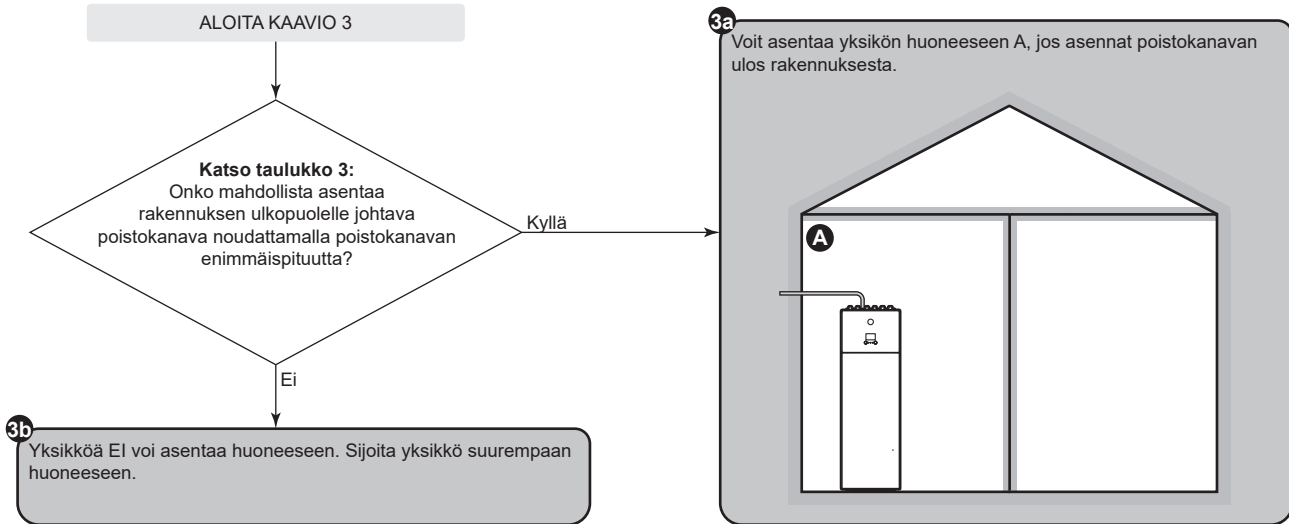 ALOITA KAAVIO 3
Katso taulukko 3:
Onko mahdollista asentaa
rakennuksen ulkopuolelle johtava
poistokanava noudattamalla poistokanavan
enimmäispituutta?
Kyllä
Ei
3a
Voit asentaa yksikön huoneeseen A, jos asennat poistokanavan
ulos rakennuksesta.
A
3b
Yksikköä EI voi asentaa huoneeseen. Sijoita yksikkö suurempaan
huoneeseen.